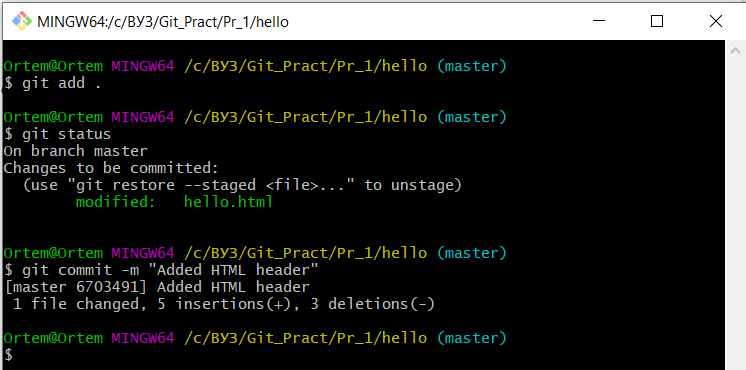 MINGW64:/c/ВУЗ/Git_Pract/Pr_1/hello
Ortem@Ortem MINGW64 /c/ВУЗ/Git_Pract/Pr_1/hello (master)
$ git add .
Ortem@Ortem MINGW64 /c/ВУЗ/Git_Pract/Pr_1/hello (master)
$ git status
On branch master
Changes to be committed:
  (use "git restore --staged <file>..." to unstage)
        modified:   hello.html
Ortem@Ortem MINGW64 /c/ВУЗ/Git_Pract/Pr_1/hello (master)
$ git commit -m "Added HTML header"
[master 6703491] Added HTML header
 1 file changed, 5 insertions(+), 3 deletions(-)
Ortem@Ortem MINGW64 /c/ВУЗ/Git_Pract/Pr_1/hello (master)
$